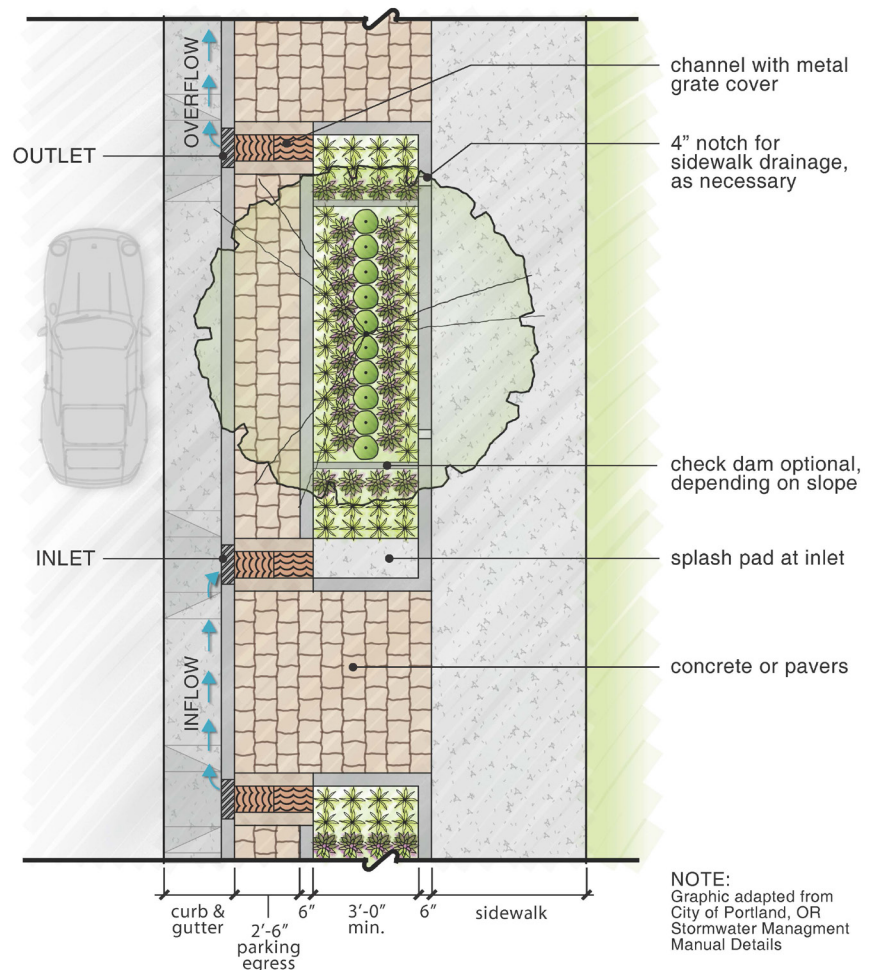 OVERFLOW
channel with metal
grate cover
OUTLET
4” notch for
sidewalk drainage,
as necessary
check dam optional,
depending on slope
INLET
splash pad at inlet
INFLOW
concrete or pavers
curb &
gutter
2’-6”
parking
egress
6”
3’-0”
min.
6”
sidewalk
NOTE:
Graphic adapted from
City of Portland, OR
Stormwater Managment
Manual Details